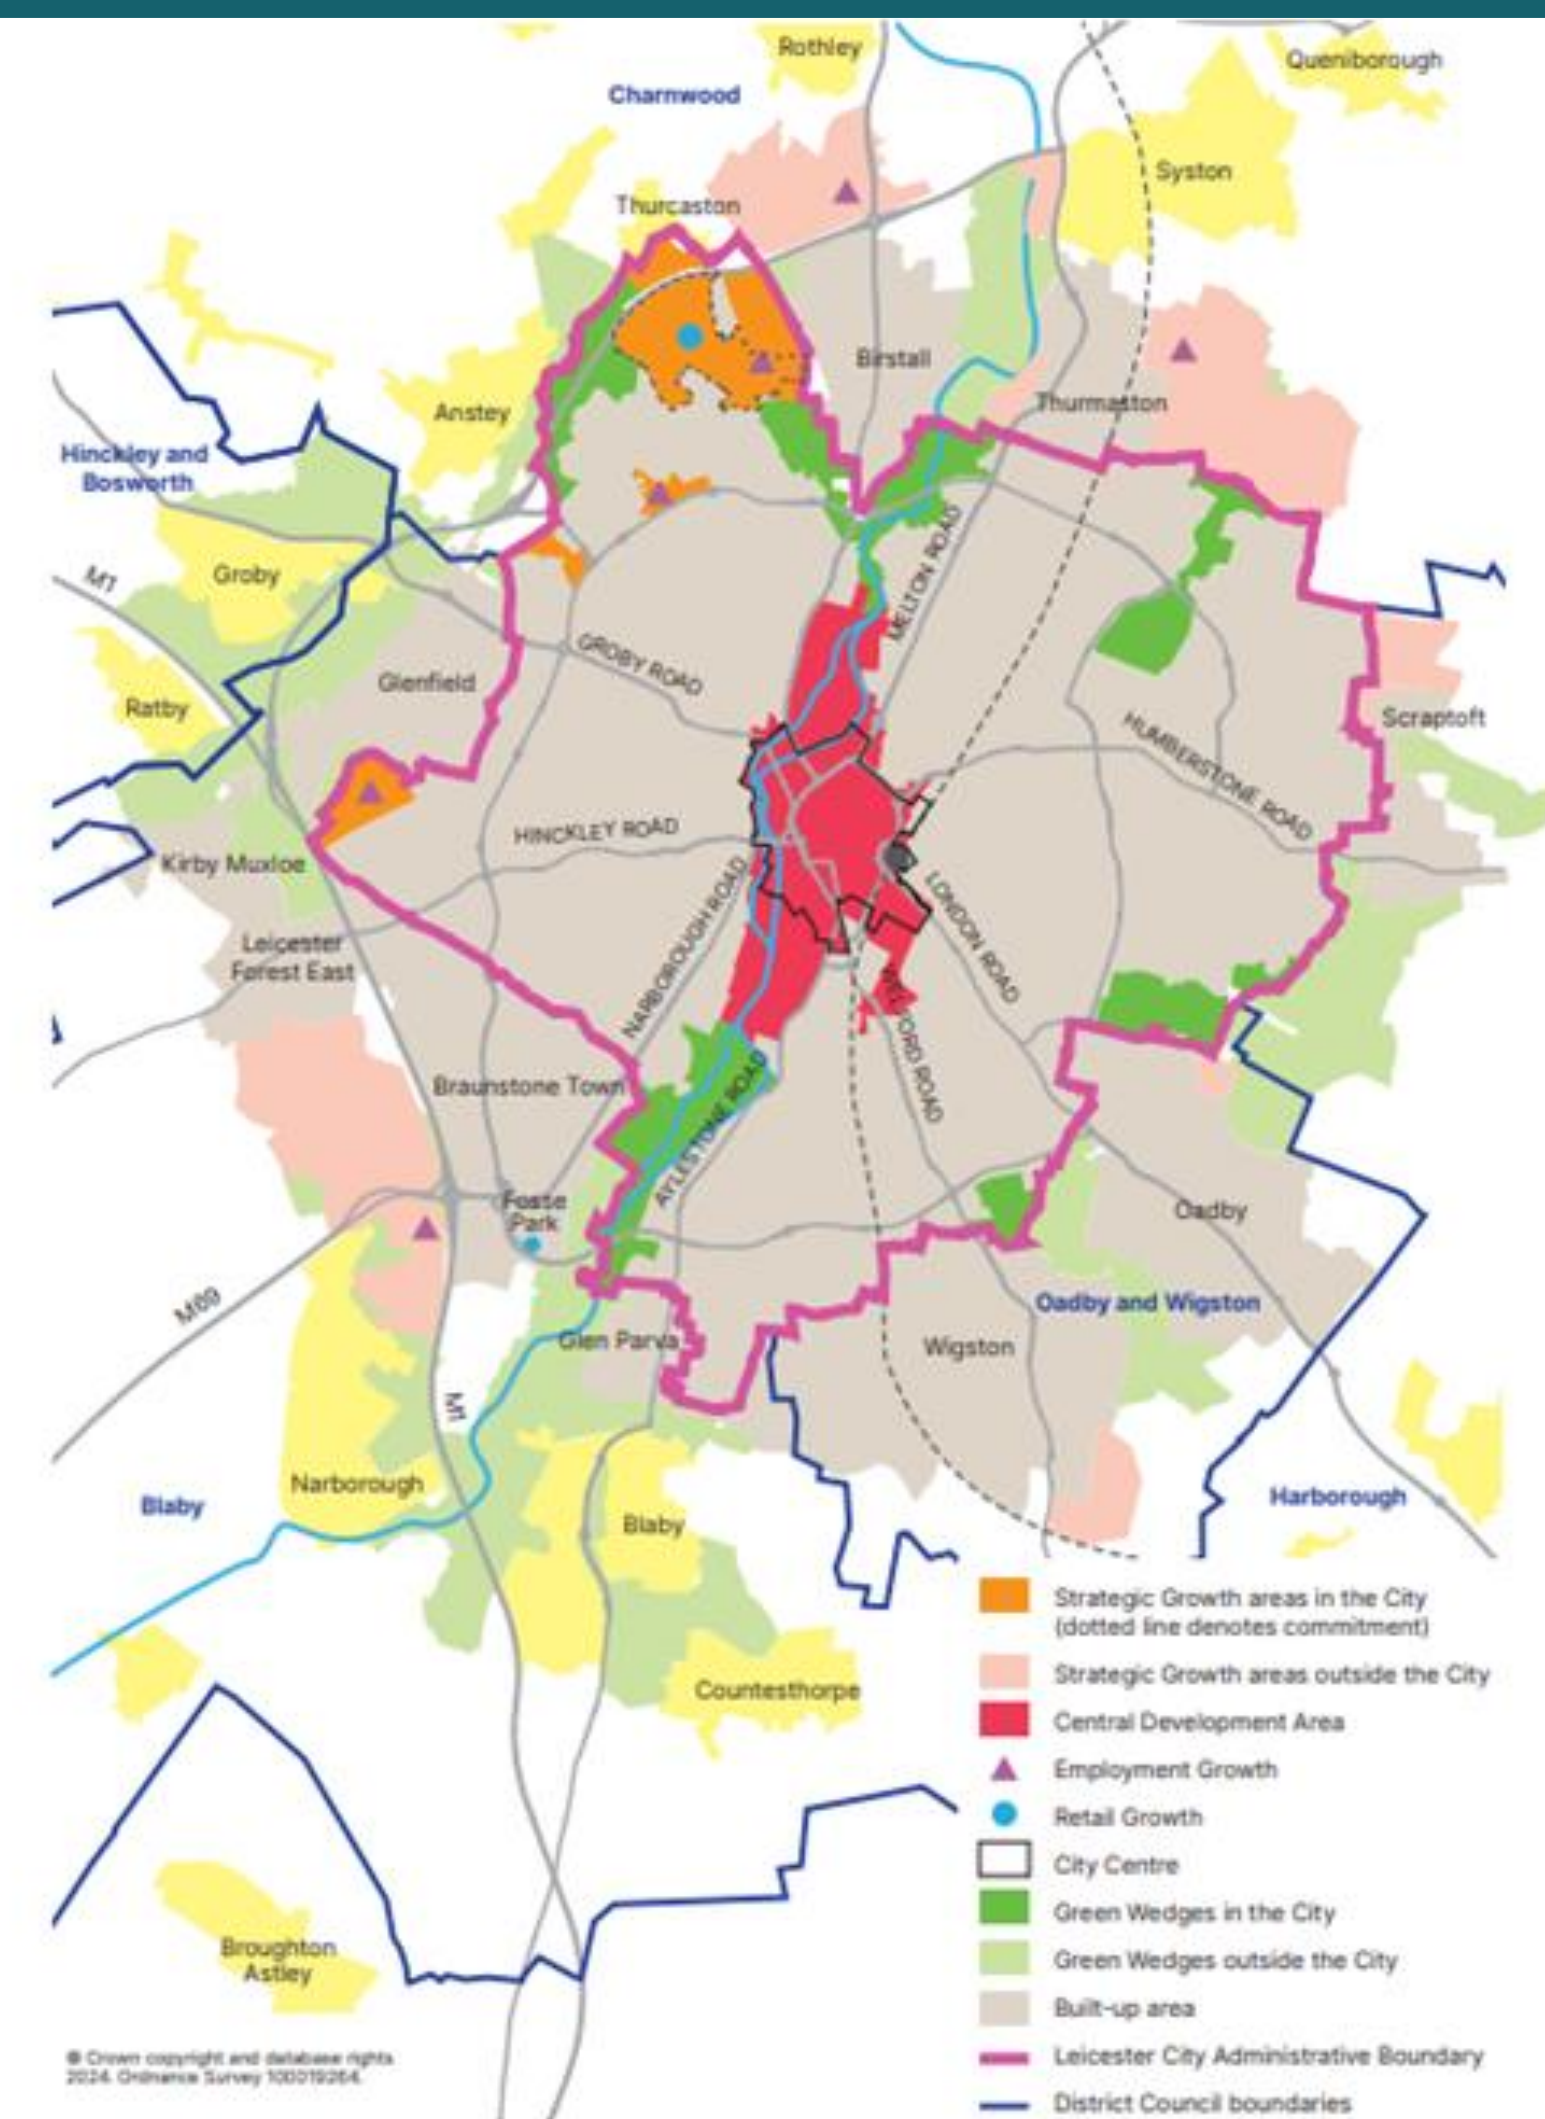 Rothley
Queniborough
Charnwood
Syston
Thurcaston
Birstall
Anstey
Thurmaston
Hinckley and
Bosworth
M1
Groby
MELTON ROAD
GROBY ROAD
Glenfield
Ratby
Scraptoft
HUMBERSTONE ROAD
HINCKLEY ROAD
Kirby Muxloe
NARBOROUGH ROAD
LONDON ROAD
Leicester
Forest East
WELFORD ROAD
Braunstone Town
AYLESTONE ROAD
Fosse
Park
Oadby
M69
Oadby and Wigston
Glen Parva
Wigston
M1
Narborough
Blaby
Blaby
Harborough
Countesthorpe
Broughton
Astley
Strategic Growth areas in the City
(dotted line denotes commitment)
Strategic Growth areas outside the City
Central Development Area
Employment Growth
Retail Growth
City Centre
Green Wedges in the City
Green Wedges outside the City
Built-up area
Leicester City Administrative Boundary
District Council boundaries
© Crown copyright and database rights
2024. Ordnance Survey 100019264.